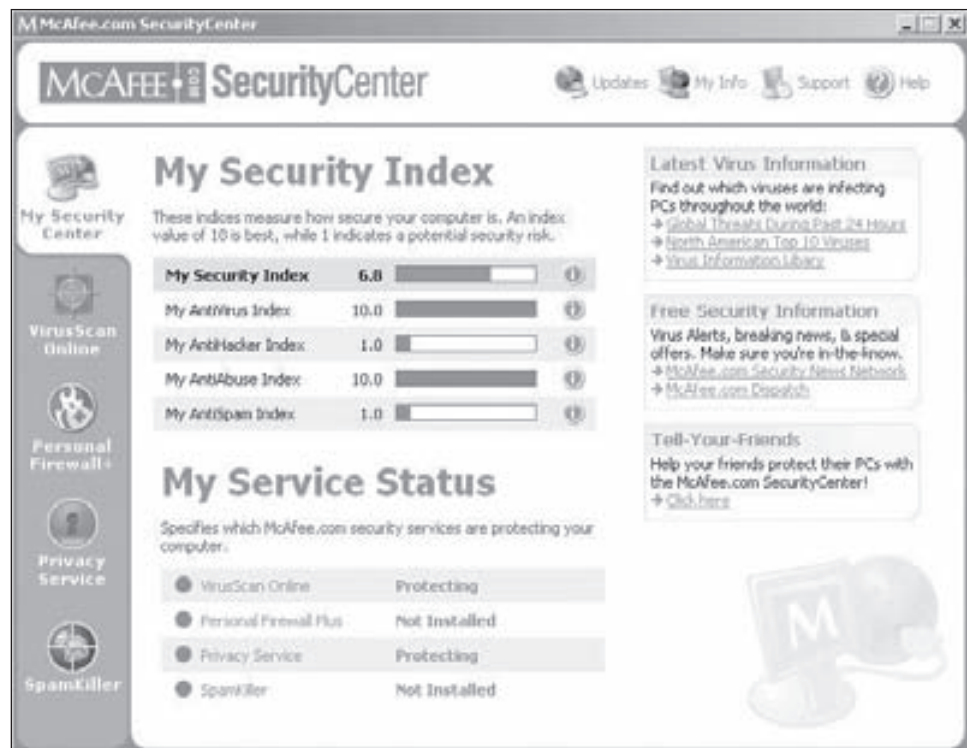 McAfee.com SecurityCenter
McAFEE.COM SecurityCenter
Updates My Info Support Help
My Security Center
VirusScan Online
Personal Firewall+
Privacy Service
SpamKiller
My Security Index
These indices measure how secure your computer is. An index
value of 10 is best, while 1 indicates a potential security risk.
My Security Index 6.8
My AntiVirus Index 10.0
My AntiHacker Index 1.0
My AntiAbuse Index 10.0
My AntiSpam Index 1.0
My Service Status
Specifies which McAfee.com security services are protecting your
computer.
VirusScan Online Protecting
Personal Firewall Plus Not Installed
Privacy Service Protecting
SpamKiller Not Installed
Latest Virus Information
Find out which viruses are infecting
PCs throughout the world:
Global Threats During Past 24 Hours
North American Top 10 Viruses
Virus Information Libary
Free Security Information
Virus Alerts, breaking news, & special
offers. Make sure you're in-the-know.
McAfee.com Security News Network
McAfee.com Dispatch
Tell-Your-Friends
Help your friends protect their PCs with
the McAfee.com SecurityCenter!
Click here
M